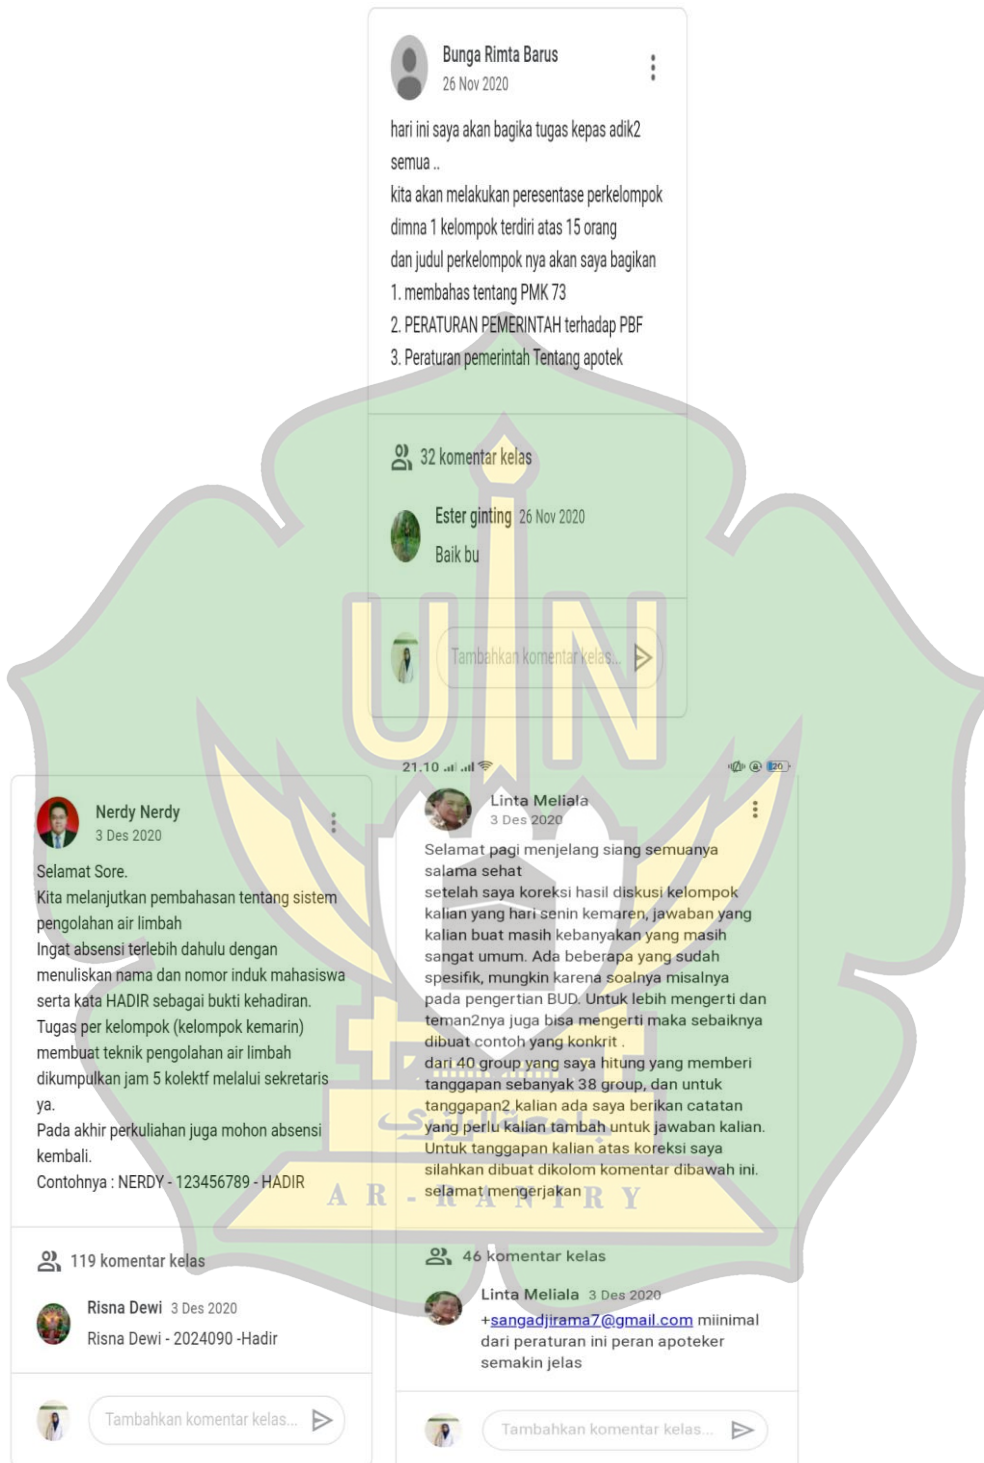 Bunga Rimta Barus
26 Nov 2020
hari ini saya akan bagika tugas kepas adik2
semua ..
kita akan melakukan peresentase perkelompok
dimna 1 kelompok terdiri atas 15 orang
dan judul perkelompok nya akan saya bagikan
1. membahas tentang PMK 73
2. PERATURAN PEMERINTAH terhadap PBF
3. Peraturan pemerintah Tentang apotek
32 komentar kelas
Ester ginting 26 Nov 2020
Baik bu
Tambahkan komentar kelas...
UIN
Nerdy Nerdy
3 Des 2020
Selamat Sore.
Kita melanjutkan pembahasan tentang sistem
pengolahan air limbah
Ingat absensi terlebih dahulu dengan
menuliskan nama dan nomor induk mahasiswa
serta kata HADIR sebagai bukti kehadiran.
Tugas per kelompok (kelompok kemarin)
membuat teknik pengolahan air limbah
dikumpulkan jam 5 kolektf melalui sekretaris
ya.
Pada akhir perkuliahan juga mohon absensi
kembali.
Contohnya : NERDY - 123456789 - HADIR
119 komentar kelas
Risna Dewi 3 Des 2020
Risna Dewi - 2024090 -Hadir
Tambahkan komentar kelas...
21.10
20
Linta Meliala
3 Des 2020
Selamat pagi menjelang siang semuanya
salama sehat
setelah saya koreksi hasil diskusi kelompok
kalian yang hari senin kemaren, jawaban yang
kalian buat masih kebanyakan yang masih
sangat umum. Ada beberapa yang sudah
spesifik, mungkin karena soalnya misalnya
pada pengertian BUD. Untuk lebih mengerti dan
teman2nya juga bisa mengerti maka sebaiknya
dibuat contoh yang konkrit .
dari 40 group yang saya hitung yang memberi
tanggapan sebanyak 38 group, dan untuk
tanggapan2 kalian ada saya berikan catatan
yang perlu kalian tambah untuk jawaban kalian.
Untuk tanggapan kalian atas koreksi saya
silahkan dibuat dikolom komentar dibawah ini.
selamat mengerjakan
جامعة الرانيري
AR - RANIRY
46 komentar kelas
Linta Meliala 3 Des 2020
+sangadjirama7@gmail.com miinimal
dari peraturan ini peran apoteker
semakin jelas
Tambahkan komentar kelas...